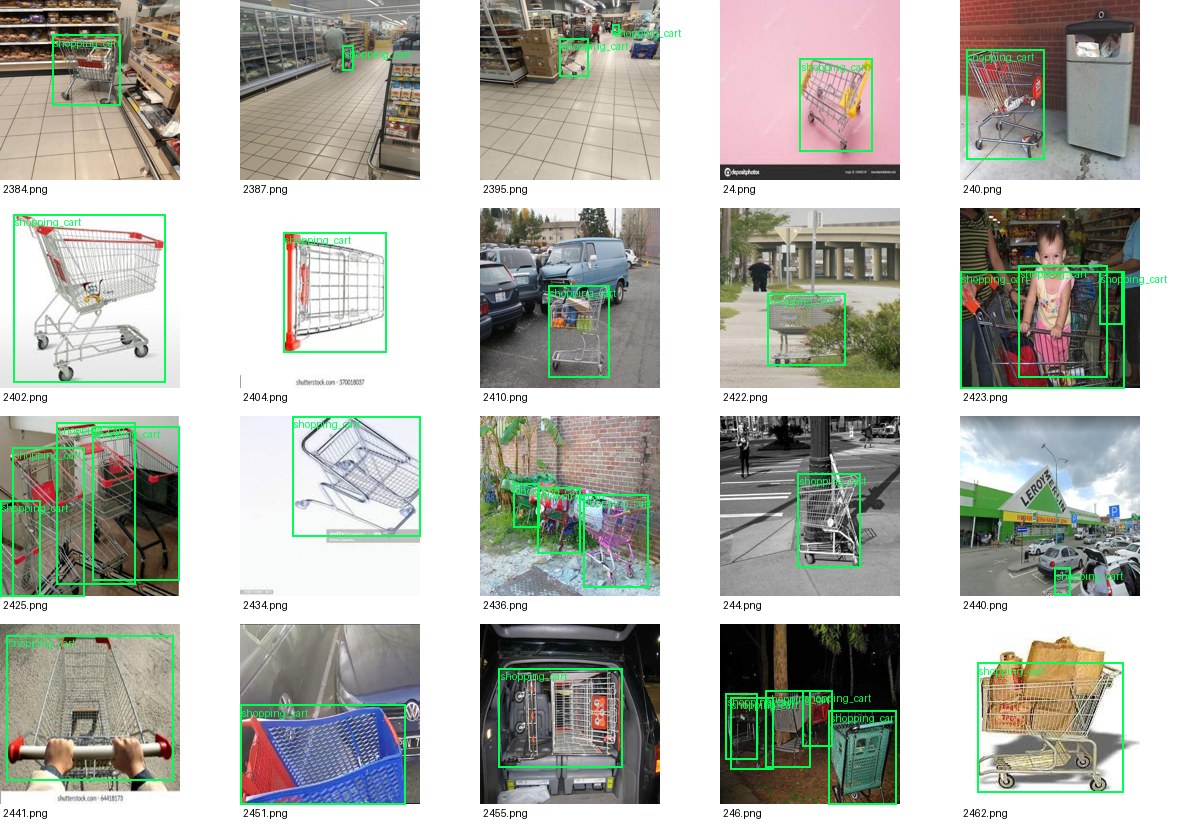 shopping_cart
shopping_cart
shopping_cart
shopping_cart
shopping_cart
shopping_cart
depositphotos
2384.png
2387.png
2395.png
24.png
240.png
shopping_cart
shopping_cart
shopping_cart
shopping_cart
shopping_cart
shopping_cart
shopping_cart
shutterstock.com · 370018037
2402.png
2404.png
2410.png
2422.png
2423.png
shopping_cart
shopping_cart
shopping_cart
shopping_cart
shopping_cart
shopping_cart
LEROY
P
shopping_cart
2425.png
2434.png
2436.png
244.png
2440.png
shopping_cart
shopping_cart
shopping_cart
shopping_cart
shopping_cart
shopping_cart
shutterstock.com · 64418173
2441.png
2451.png
2455.png
246.png
2462.png